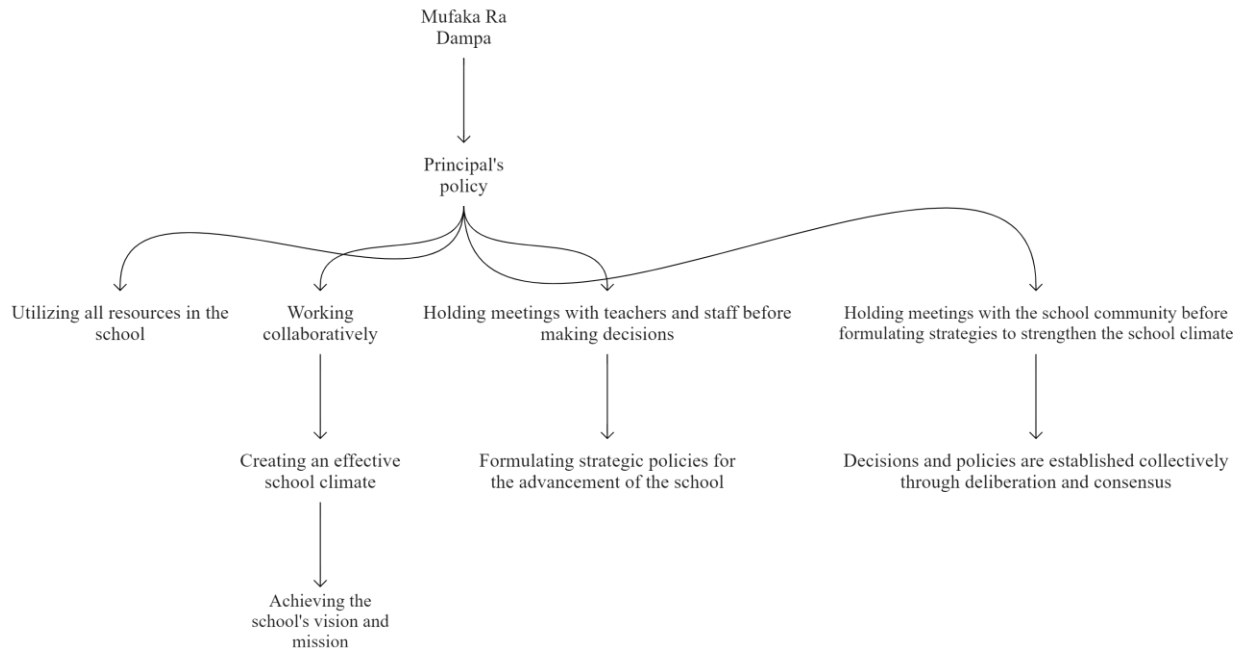 Mufaka Ra
Dampa
Principal's
policy
Utilizing all resources in the
school
Working
collaboratively
Holding meetings with teachers and staff before
making decisions
Holding meetings with the school community before
formulating strategies to strengthen the school climate
Creating an effective
school climate
Formulating strategic policies for
the advancement of the school
Decisions and policies are established collectively
through deliberation and consensus
Achieving the
school's vision and
mission